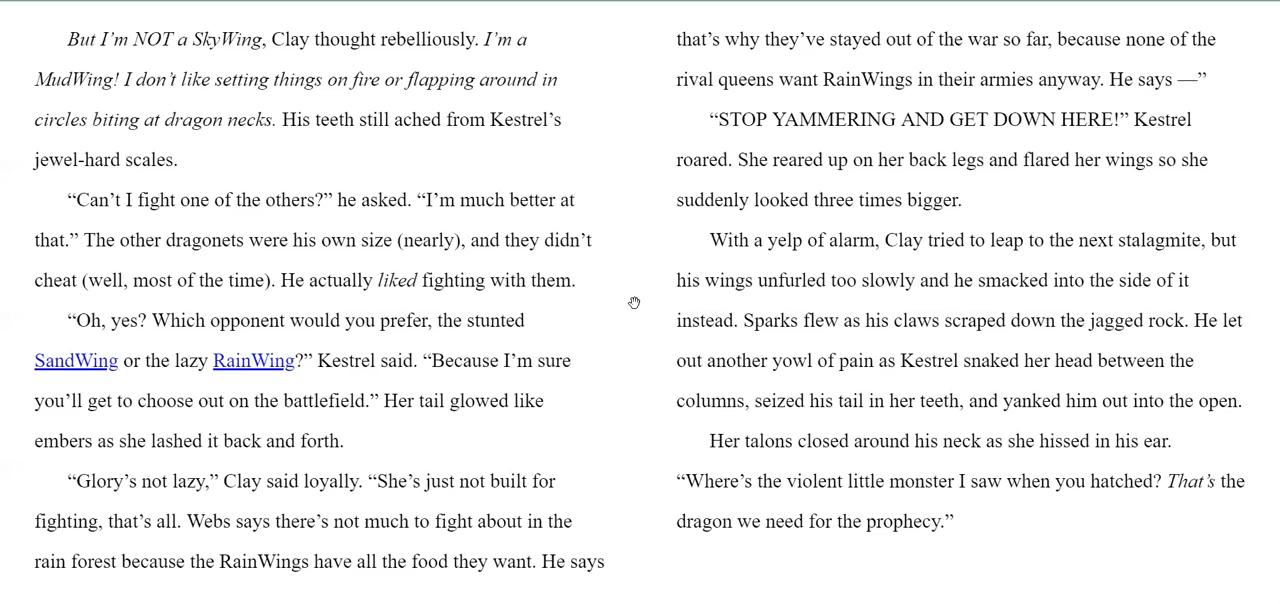 But I’m NOT a SkyWing, Clay thought rebelliously. I’m a
MudWing! I don’t like setting things on fire or flapping around in
circles biting at dragon necks. His teeth still ached from Kestrel’s
jewel-hard scales.
“Can’t I fight one of the others?” he asked. “I’m much better at
that.” The other dragonets were his own size (nearly), and they didn’t
cheat (well, most of the time). He actually liked fighting with them.
“Oh, yes? Which opponent would you prefer, the stunted
SandWing or the lazy RainWing?” Kestrel said. “Because I’m sure
you’ll get to choose out on the battlefield.” Her tail glowed like
embers as she lashed it back and forth.
“Glory’s not lazy,” Clay said loyally. “She’s just not built for
fighting, that’s all. Webs says there’s not much to fight about in the
rain forest because the RainWings have all the food they want. He says
that’s why they’ve stayed out of the war so far, because none of the
rival queens want RainWings in their armies anyway. He says —”
“STOP YAMMERING AND GET DOWN HERE!” Kestrel
roared. She reared up on her back legs and flared her wings so she
suddenly looked three times bigger.
With a yelp of alarm, Clay tried to leap to the next stalagmite, but
his wings unfurled too slowly and he smacked into the side of it
instead. Sparks flew as his claws scraped down the jagged rock. He let
out another yowl of pain as Kestrel snaked her head between the
columns, seized his tail in her teeth, and yanked him out into the open.
Her talons closed around his neck as she hissed in his ear.
“Where’s the violent little monster I saw when you hatched? That’s the
dragon we need for the prophecy.”